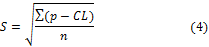 S = √(∑(p − CL) / n) (4)